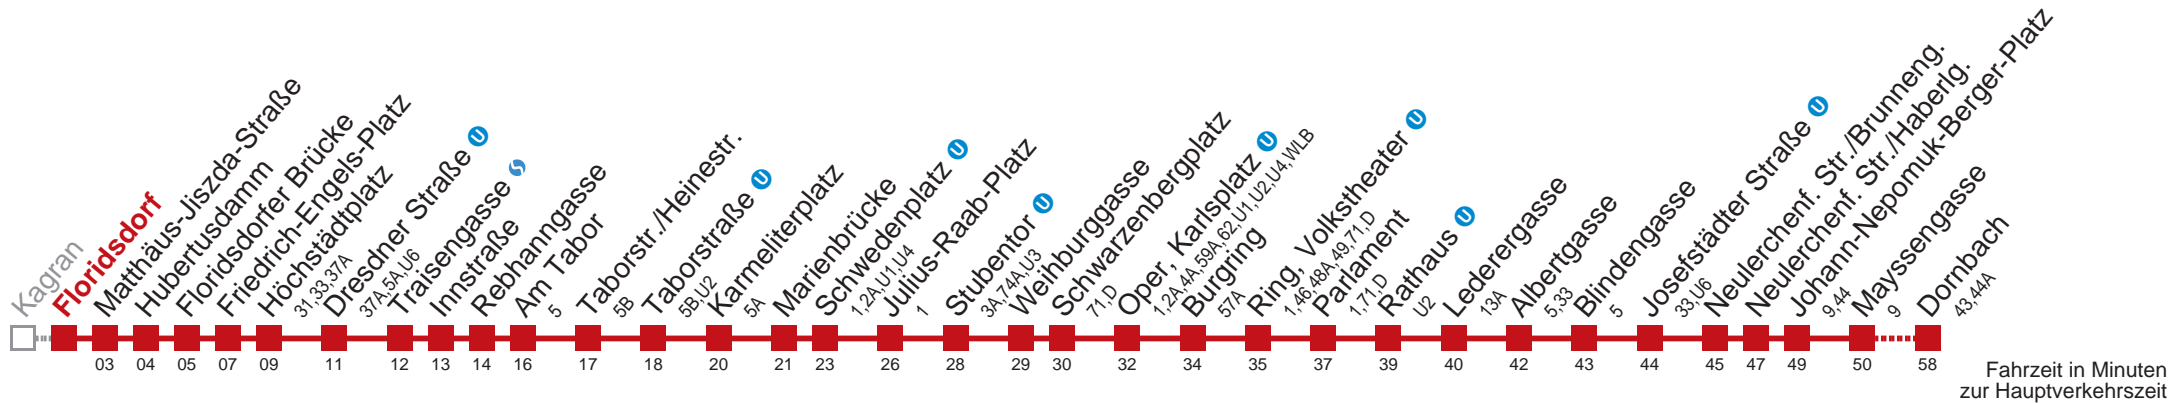 Kagran
Floridsdorf
Matthäus-Jiszda-Straße
03
Hubertusdamm
04
Floridsdorfer Brücke
05
Friedrich-Engels-Platz
07
Höchstädtplatz
31,33,37A
09
Dresdner Straße U
37A,5A,U6
11
Traisengasse
12
Innstraße
13
Rebhanngasse
14
Am Tabor
5
16
Taborstr./Heinestr.
5B
17
Taborstraße U
5B,U2
18
Karmeliterplatz
5A
20
Marienbrücke
21
Schwedenplatz U
1,2A,U1,U4
23
Julius-Raab-Platz
1
26
Stubentor U
3A,74A,U3
28
Weihburggasse
29
Schwarzenbergplatz
71,D
30
Oper, Karlsplatz U
1,2A,4A,59A,62,U1,U2,U4,WLB
32
Burgring
57A
34
Ring, Volkstheater U
1,46,48A,49,71,D
35
Parlament
1,71,D
37
Rathaus U
U2
39
Lederergasse
13A
40
Albertgasse
5,33
42
Blindengasse
5
43
Josefstädter Straße U
33,U6
44
Neulerchenf. Str./Brunneng.
45
Neulerchenf. Str./Haberlg.
47
Johann-Nepomuk-Berger-Platz
9,44
49
Mayssengasse
9
50
Dornbach
43,44A
58
Fahrzeit in Minuten
zur Hauptverkehrszeit